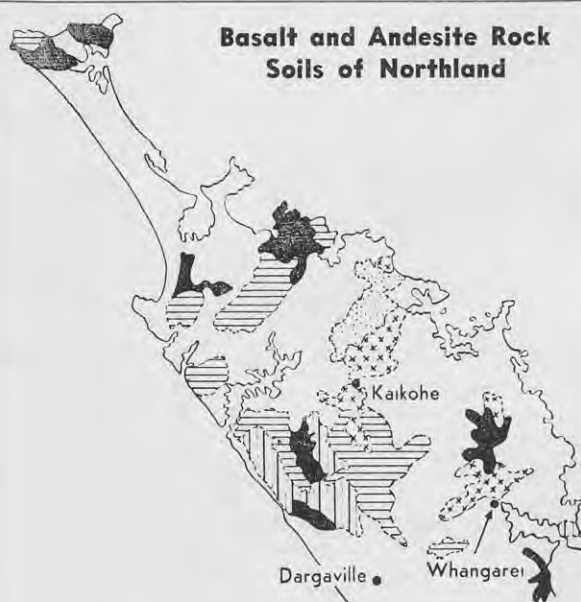 Basalt and Andesite Rock
Soils of Northland
Kaikohe
Dargaville
Whangarei